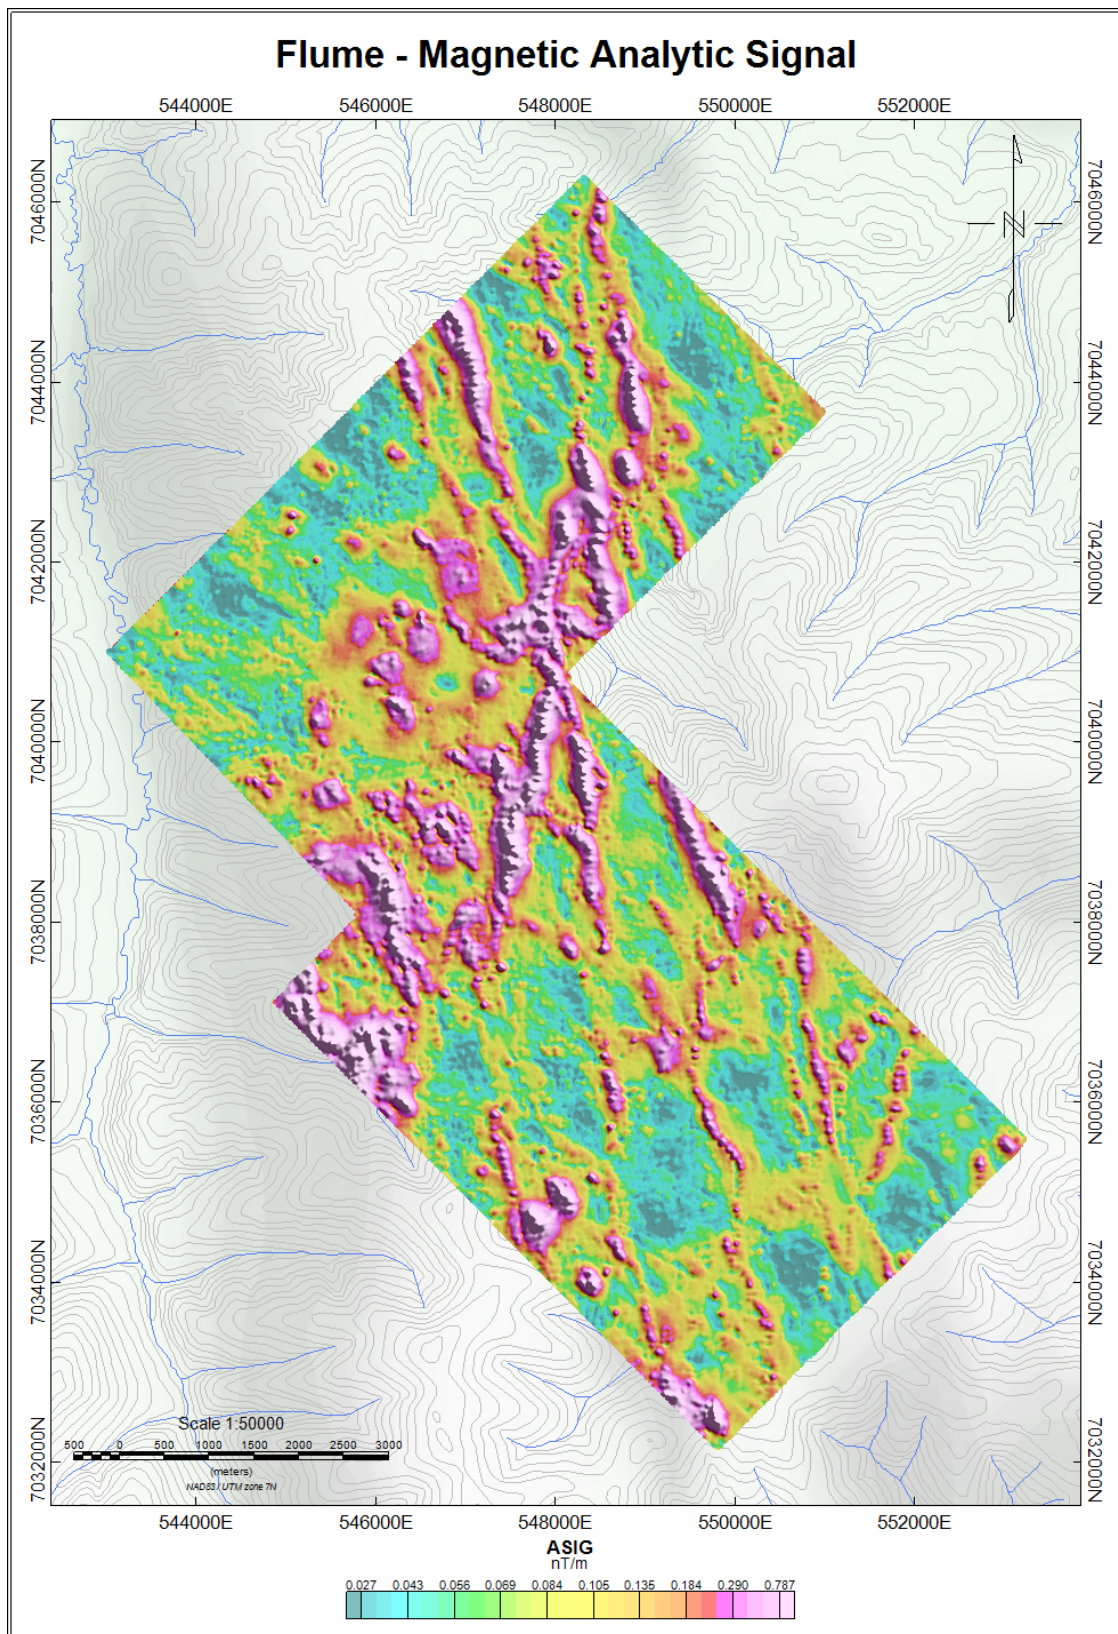 Flume - Magnetic Analytic Signal
544000E 546000E 548000E 550000E 552000E
7046000N 7046000N
7044000N 7044000N
7042000N 7042000N
7040000N 7040000N
7038000N 7038000N
7036000N 7036000N
7034000N 7034000N
7032000N 7032000N
Scale 1:50000
500 0 500 1000 1500 2000 2500 3000
(meters)
NAD83 / UTM zone 7N
544000E 546000E 548000E 550000E 552000E
ASIG
nT/m
0.027 0.043 0.056 0.069 0.084 0.105 0.135 0.184 0.290 0.787